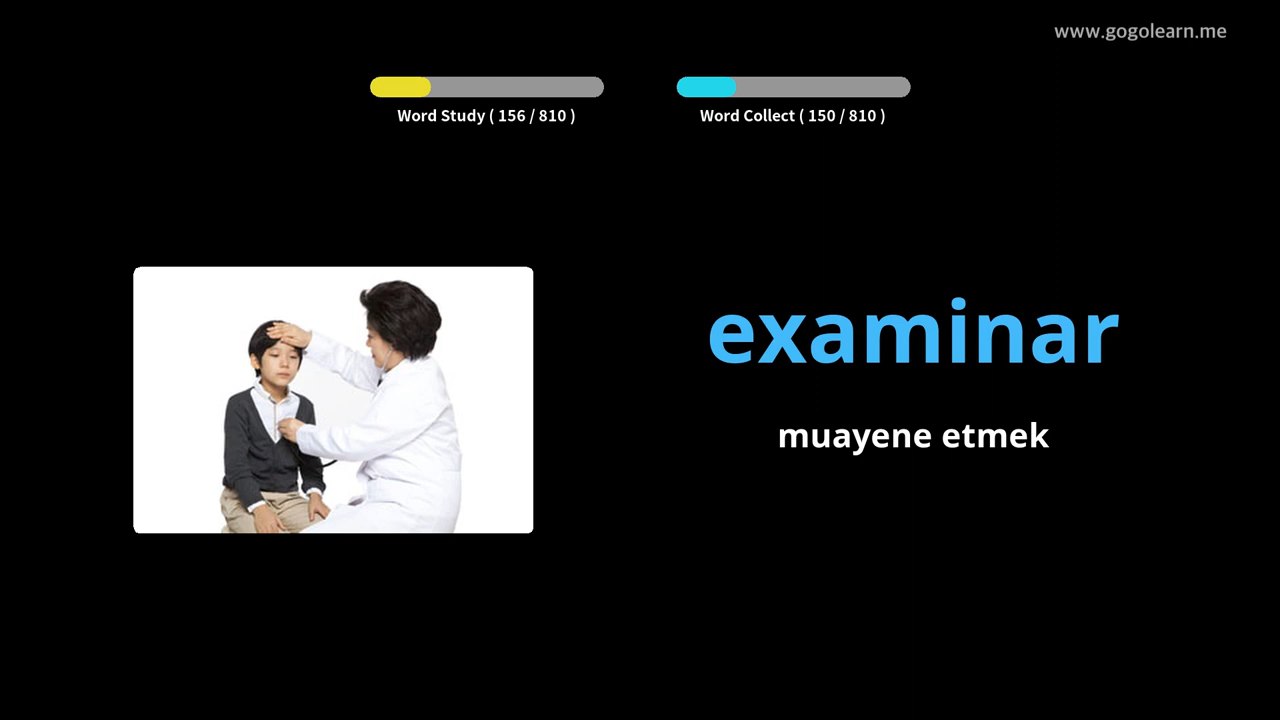 www.gogolearn.me
Word Study ( 156 / 810 )
Word Collect ( 150 / 810 )
examinar
muayene etmek